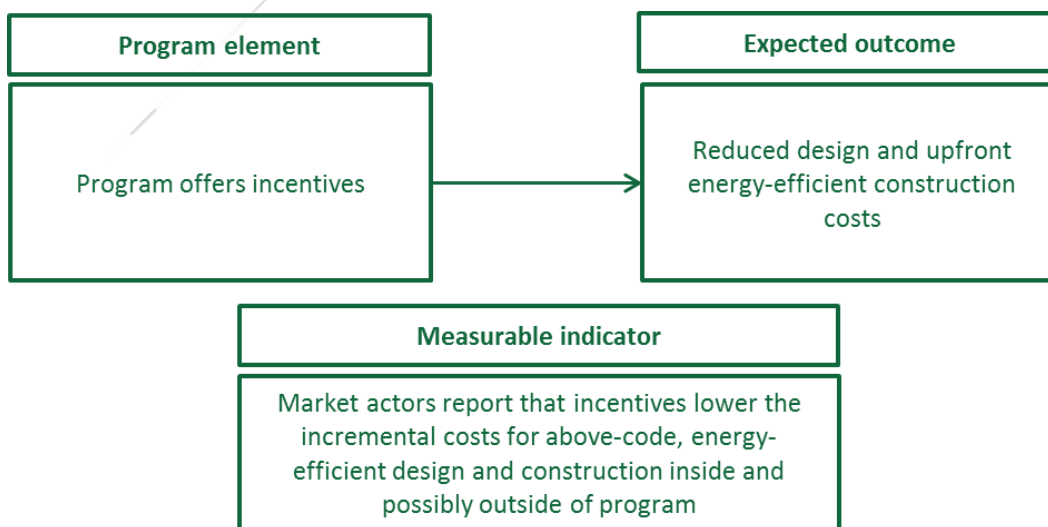 Program element
Expected outcome
Program offers incentives
Reduced design and upfront
energy-efficient construction
costs
Measurable indicator
Market actors report that incentives lower the
incremental costs for above-code, energy-
efficient design and construction inside and
possibly outside of program